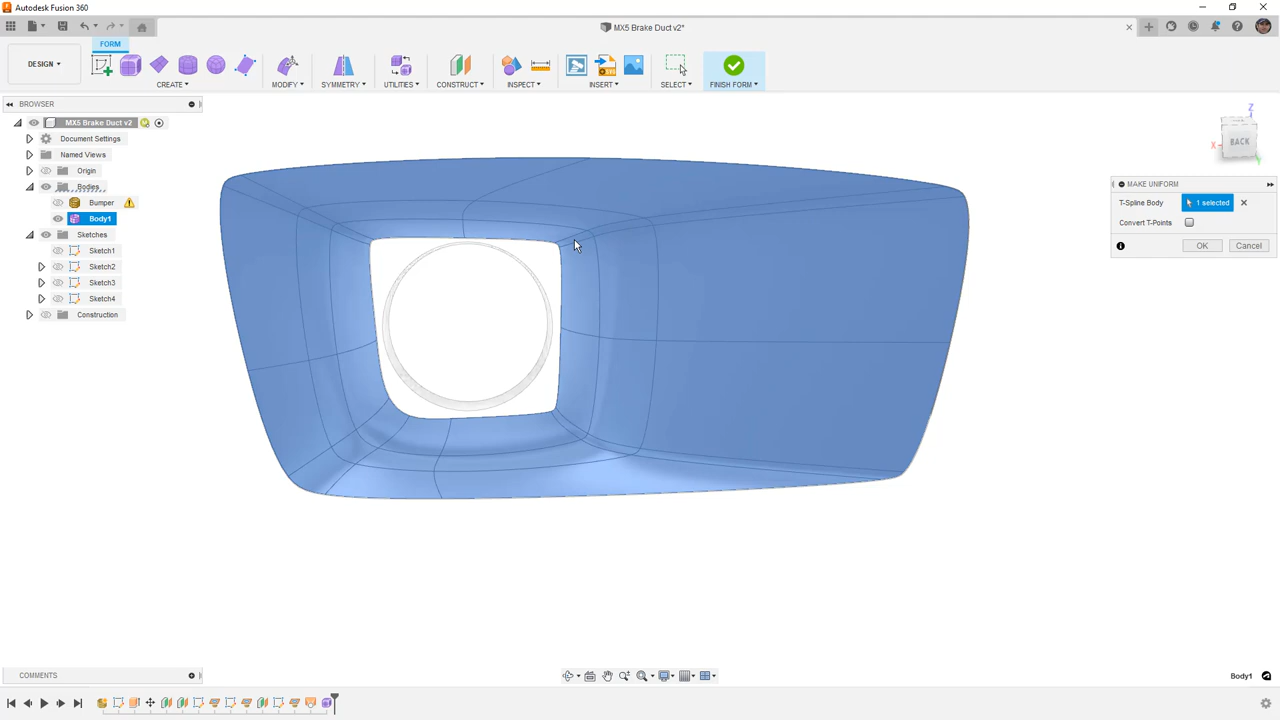 Autodesk Fusion 360
MX5 Brake Duct v2*
DESIGN
FORM
CREATE
MODIFY
SYMMETRY
UTILITIES
CONSTRUCT
INSPECT
INSERT
SELECT
FINISH FORM
BROWSER
MX5 Brake Duct v2
Document Settings
Named Views
Origin
Bodies
Bumper
Body1
Sketches
Sketch1
Sketch2
Sketch3
Sketch4
Construction
BACK
Z
X
Y
MAKE UNIFORM
T-Spline Body
1 selected
Convert T-Points
OK
Cancel
COMMENTS
Body1